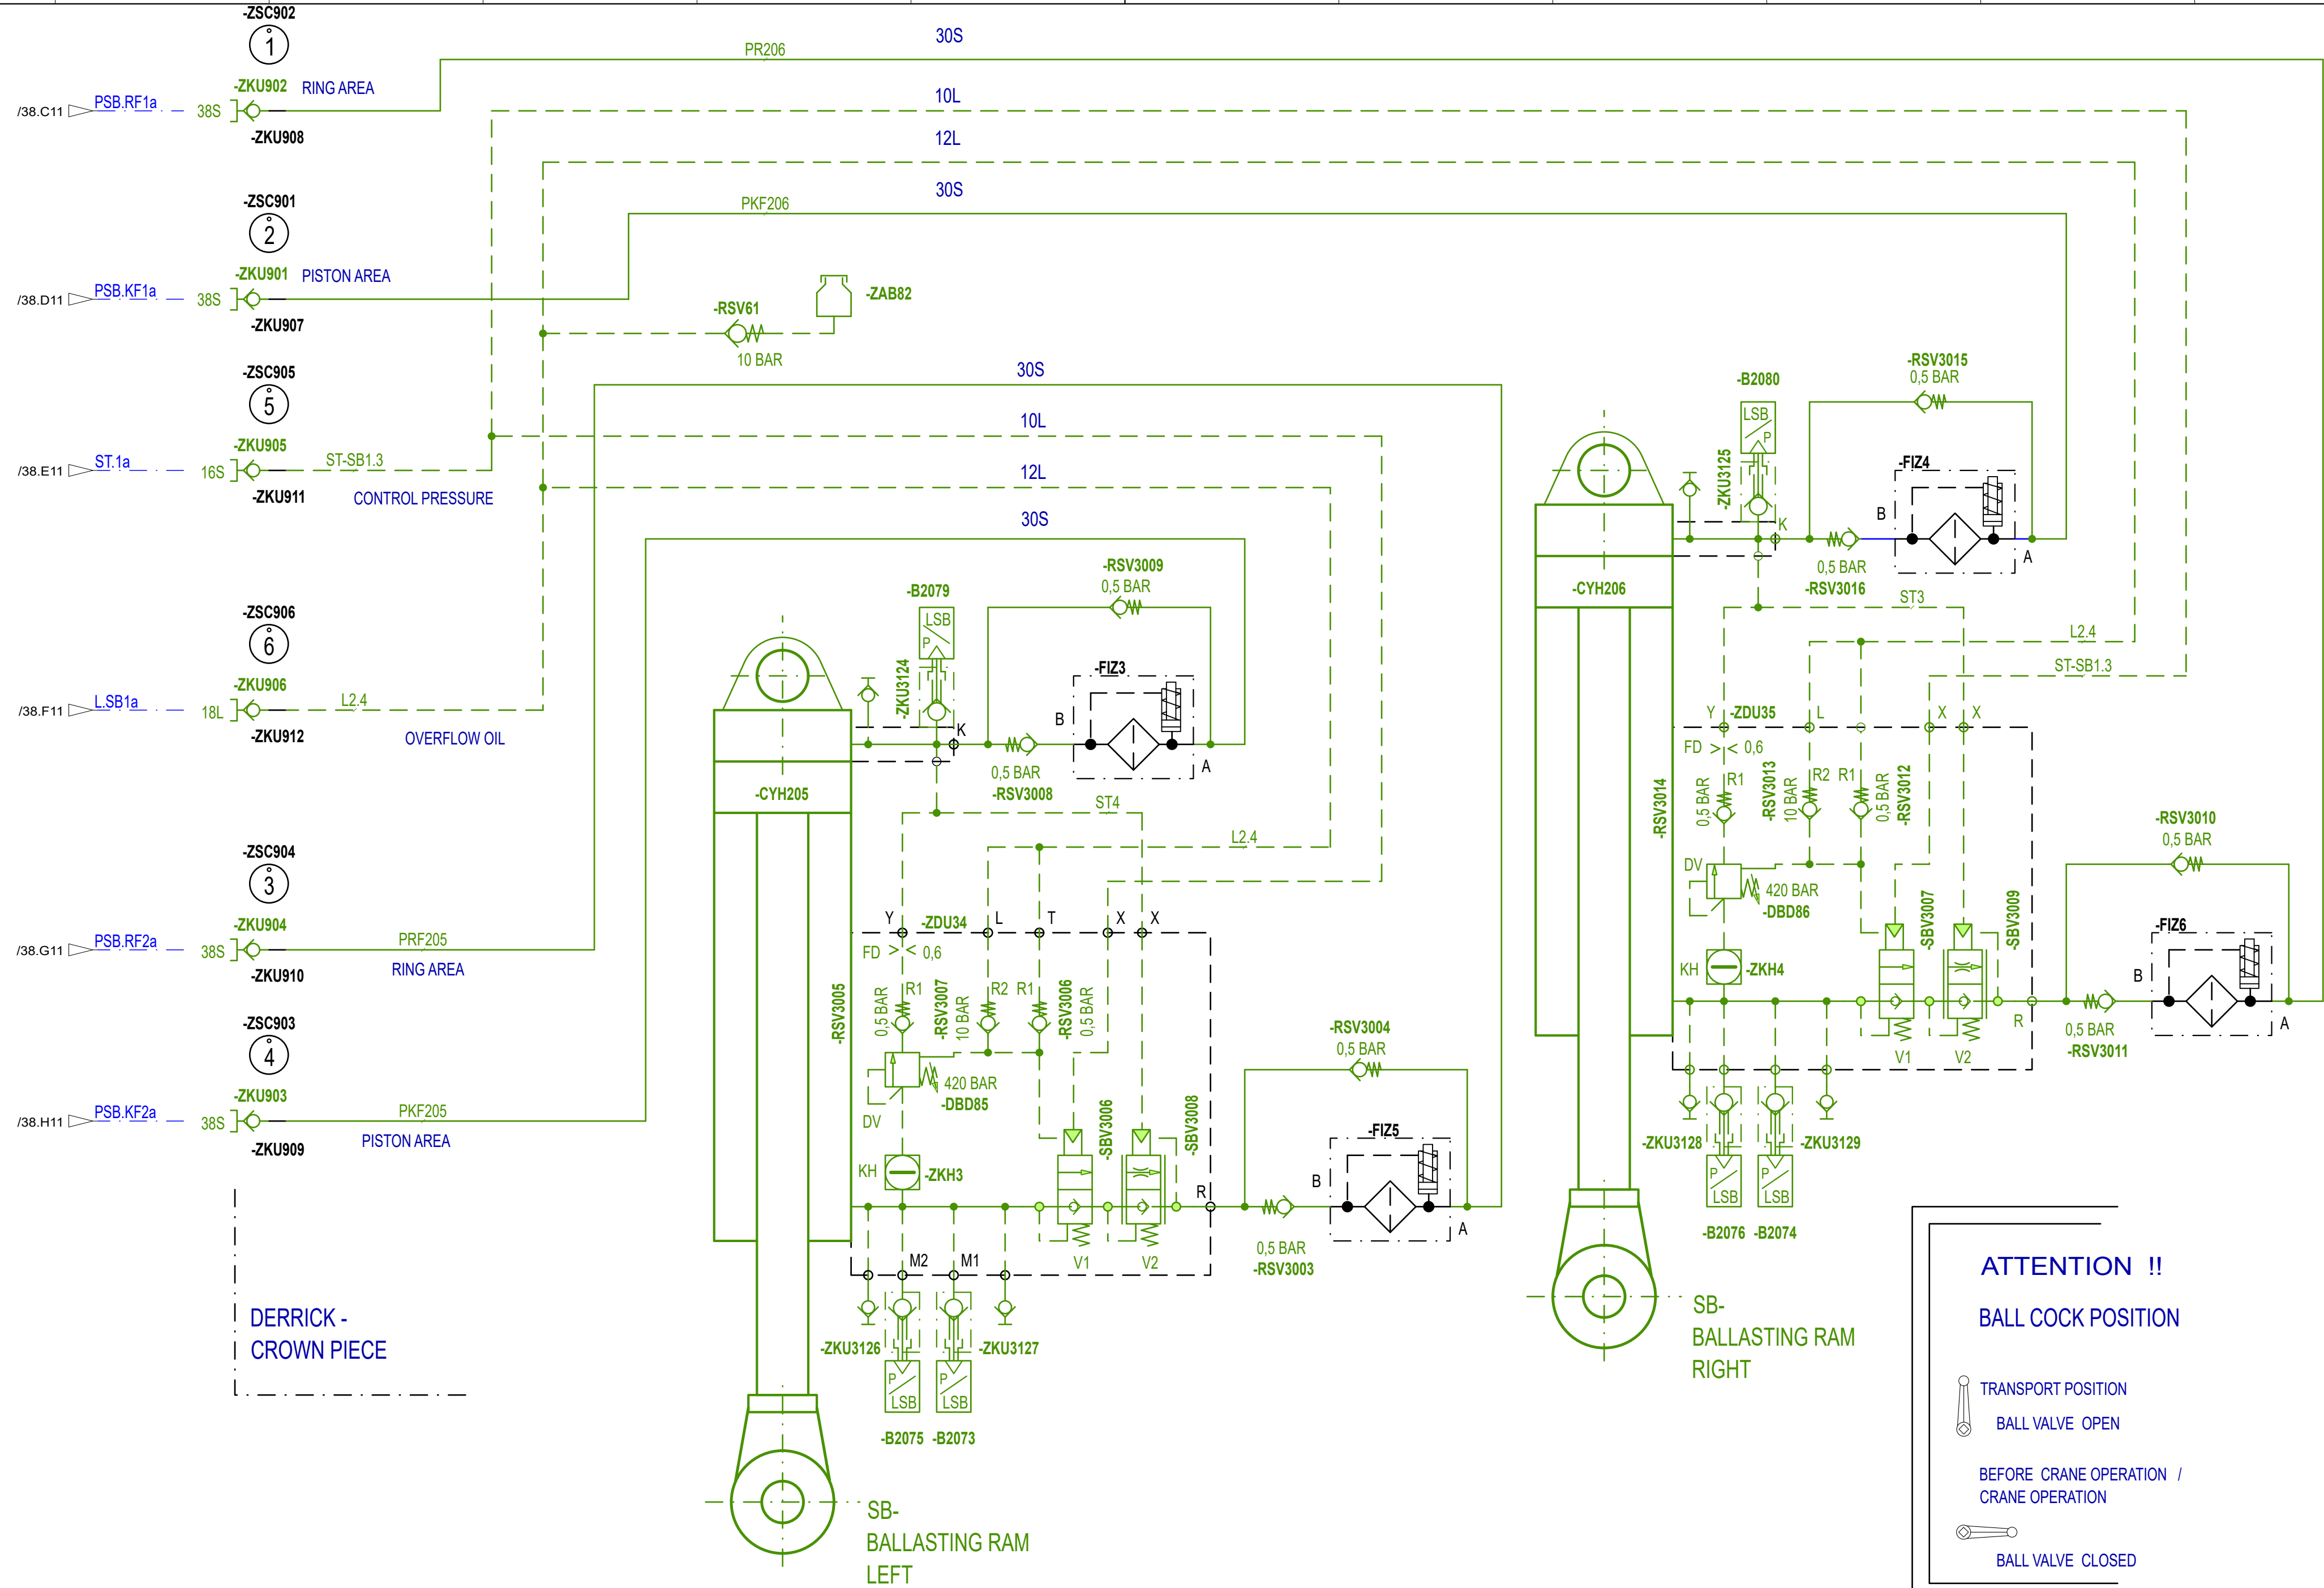 -ZSC902
1
-ZKU902 RING AREA
/38.C11 PSB.RF1a 38S
-ZKU908
PR206
30S
10L
12L
30S
PKF206
-ZSC901
2
-ZKU901 PISTON AREA
/38.D11 PSB.KF1a 38S
-ZKU907
-RSV61
10 BAR
-ZAB82
-ZSC905
5
-ZKU905
/38.E11 ST.1a 16S
ST-SB1.3
-ZKU911
CONTROL PRESSURE
30S
10L
12L
30S
-ZSC906
6
-ZKU906
/38.F11 L.SB1a 18L
L2.4
-ZKU912
OVERFLOW OIL
-ZSC904
3
-ZKU904
/38.G11 PSB.RF2a 38S
PRF205
-ZKU910
RING AREA
-ZSC903
4
-ZKU903
/38.H11 PSB.KF2a 38S
PKF205
-ZKU909
PISTON AREA
DERRICK -
CROWN PIECE
-B2079
LSB
P
-ZKU3124
K
-RSV3009
0,5 BAR
-FIZ3
B
A
0,5 BAR
-RSV3008
-CYH205
ST4
L2.4
Y
-ZDU34
L
T
X
X
FD
0,6
-RSV3005
0,5 BAR
R1
-RSV3007
10 BAR
R2
R1
-RSV3006
0,5 BAR
420 BAR
-DBD85
DV
KH
-ZKH3
-SBV3006
-SBV3008
V1
V2
R
M2
M1
-RSV3004
0,5 BAR
-FIZ5
B
A
0,5 BAR
-RSV3003
-ZKU3126
-ZKU3127
P
LSB
P
LSB
-B2075
-B2073
SB-
BALLASTING RAM
LEFT
-B2080
LSB
P
-ZKU3125
K
-RSV3015
0,5 BAR
-FIZ4
B
A
0,5 BAR
-RSV3016
-CYH206
ST3
L2.4
ST-SB1.3
Y
-ZDU35
L
X
X
FD
0,6
-RSV3014
0,5 BAR
R1
-RSV3013
10 BAR
R2
R1
0,5 BAR
-RSV3012
DV
420 BAR
-DBD86
KH
-ZKH4
-SBV3007
-SBV3009
V1
V2
R
-RSV3010
0,5 BAR
-FIZ6
B
A
0,5 BAR
-RSV3011
-ZKU3128
-ZKU3129
P
LSB
P
LSB
-B2076
-B2074
SB-
BALLASTING RAM
RIGHT
ATTENTION !!
BALL COCK POSITION
TRANSPORT POSITION
BALL VALVE OPEN
BEFORE CRANE OPERATION /
CRANE OPERATION
BALL VALVE CLOSED